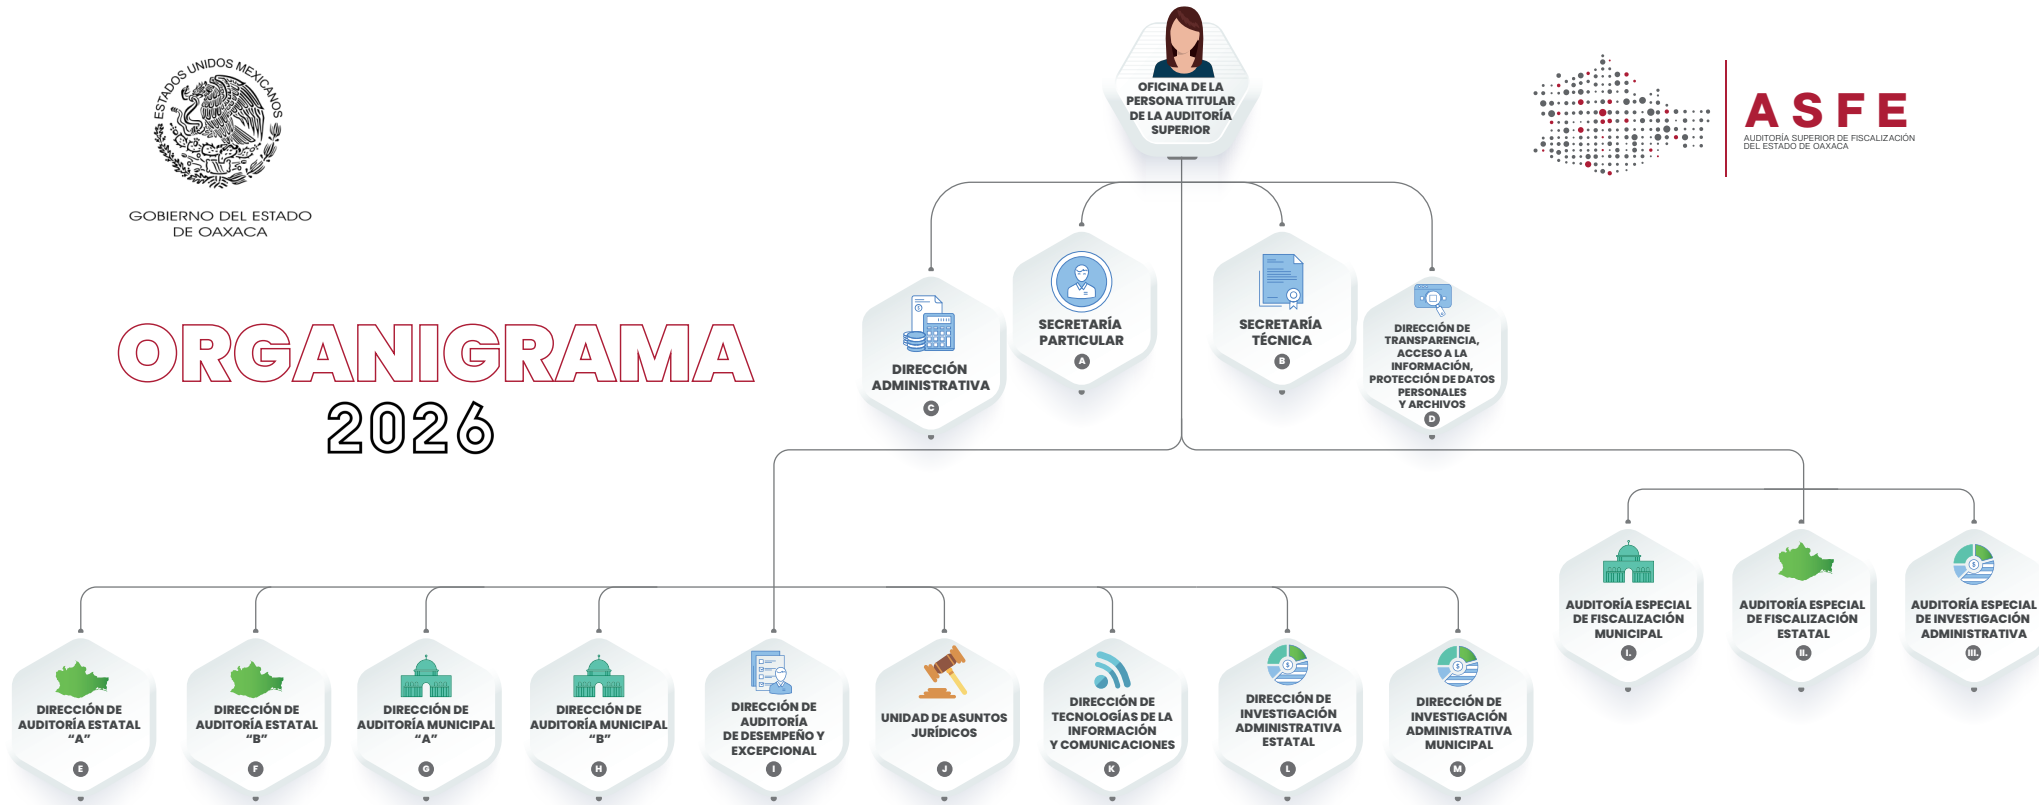 OFICINA DE LA
PERSONA TITULAR
DE LA AUDITORÍA
SUPERIOR
ESTADOS UNIDOS MEXICANOS
GOBIERNO DEL ESTADO
DE OAXACA
ASFE
AUDITORÍA SUPERIOR DE FISCALIZACIÓN
DEL ESTADO DE OAXACA
ORGANIGRAMA
2026
DIRECCIÓN
ADMINISTRATIVA
C
SECRETARÍA
PARTICULAR
A
SECRETARÍA
TÉCNICA
B
DIRECCIÓN DE
TRANSPARENCIA,
ACCESO A LA
INFORMACIÓN,
PROTECCIÓN DE DATOS
PERSONALES
Y ARCHIVOS
D
AUDITORÍA ESPECIAL
DE FISCALIZACIÓN
MUNICIPAL
I.
AUDITORÍA ESPECIAL
DE FISCALIZACIÓN
ESTATAL
II.
AUDITORÍA ESPECIAL
DE INVESTIGACIÓN
ADMINISTRATIVA
III.
DIRECCIÓN DE
AUDITORÍA ESTATAL
“A”
E
DIRECCIÓN DE
AUDITORÍA ESTATAL
“B”
F
DIRECCIÓN DE
AUDITORÍA MUNICIPAL
“A”
G
DIRECCIÓN DE
AUDITORÍA MUNICIPAL
“B”
H
DIRECCIÓN DE
AUDITORÍA
DE DESEMPEÑO Y
EXCEPCIONAL
I
UNIDAD DE ASUNTOS
JURÍDICOS
J
DIRECCIÓN DE
TECNOLOGÍAS DE LA
INFORMACIÓN
Y COMUNICACIONES
K
DIRECCIÓN DE
INVESTIGACIÓN
ADMINISTRATIVA
ESTATAL
L
DIRECCIÓN DE
INVESTIGACIÓN
ADMINISTRATIVA
MUNICIPAL
M